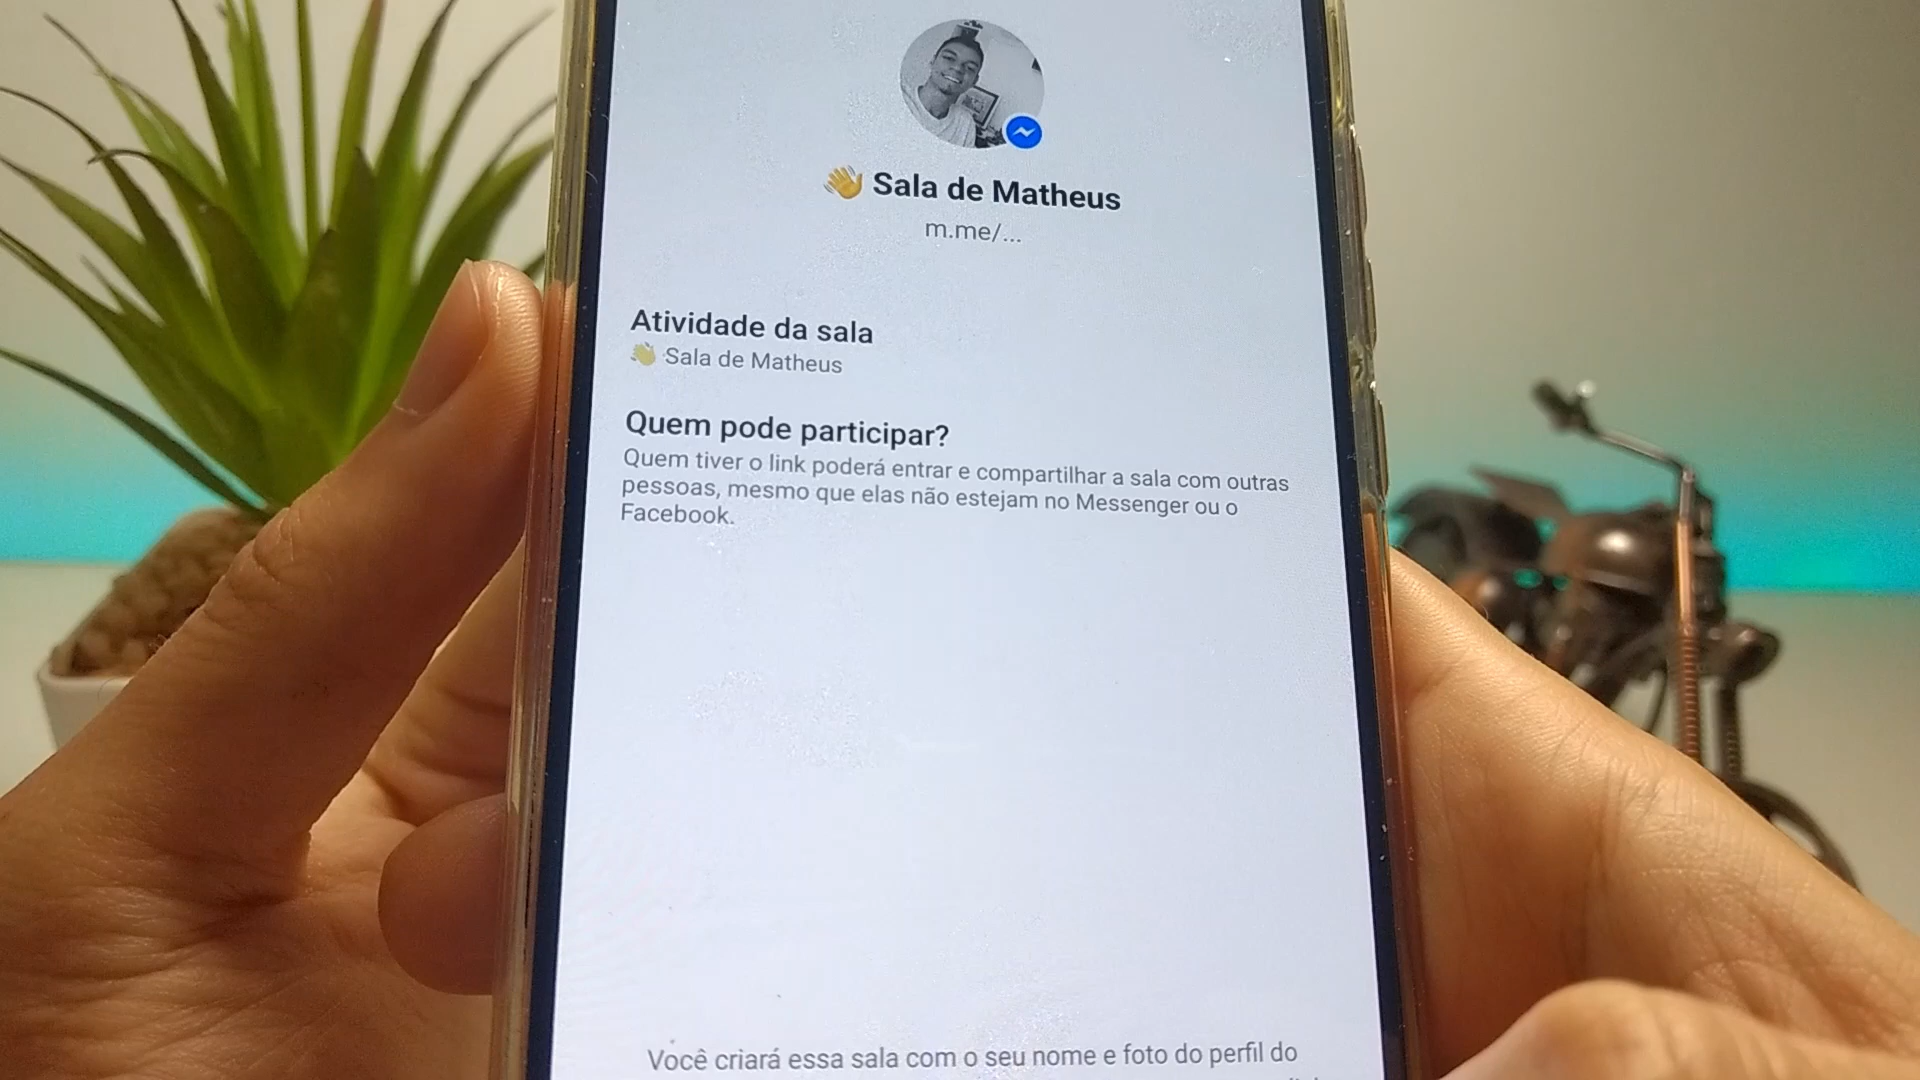 👋 Sala de Matheus
m.me/...
Atividade da sala
👋 Sala de Matheus
Quem pode participar?
Quem tiver o link poderá entrar e compartilhar a sala com outras
pessoas, mesmo que elas não estejam no Messenger ou o
Facebook.
Você criará essa sala com o seu nome e foto do perfil do